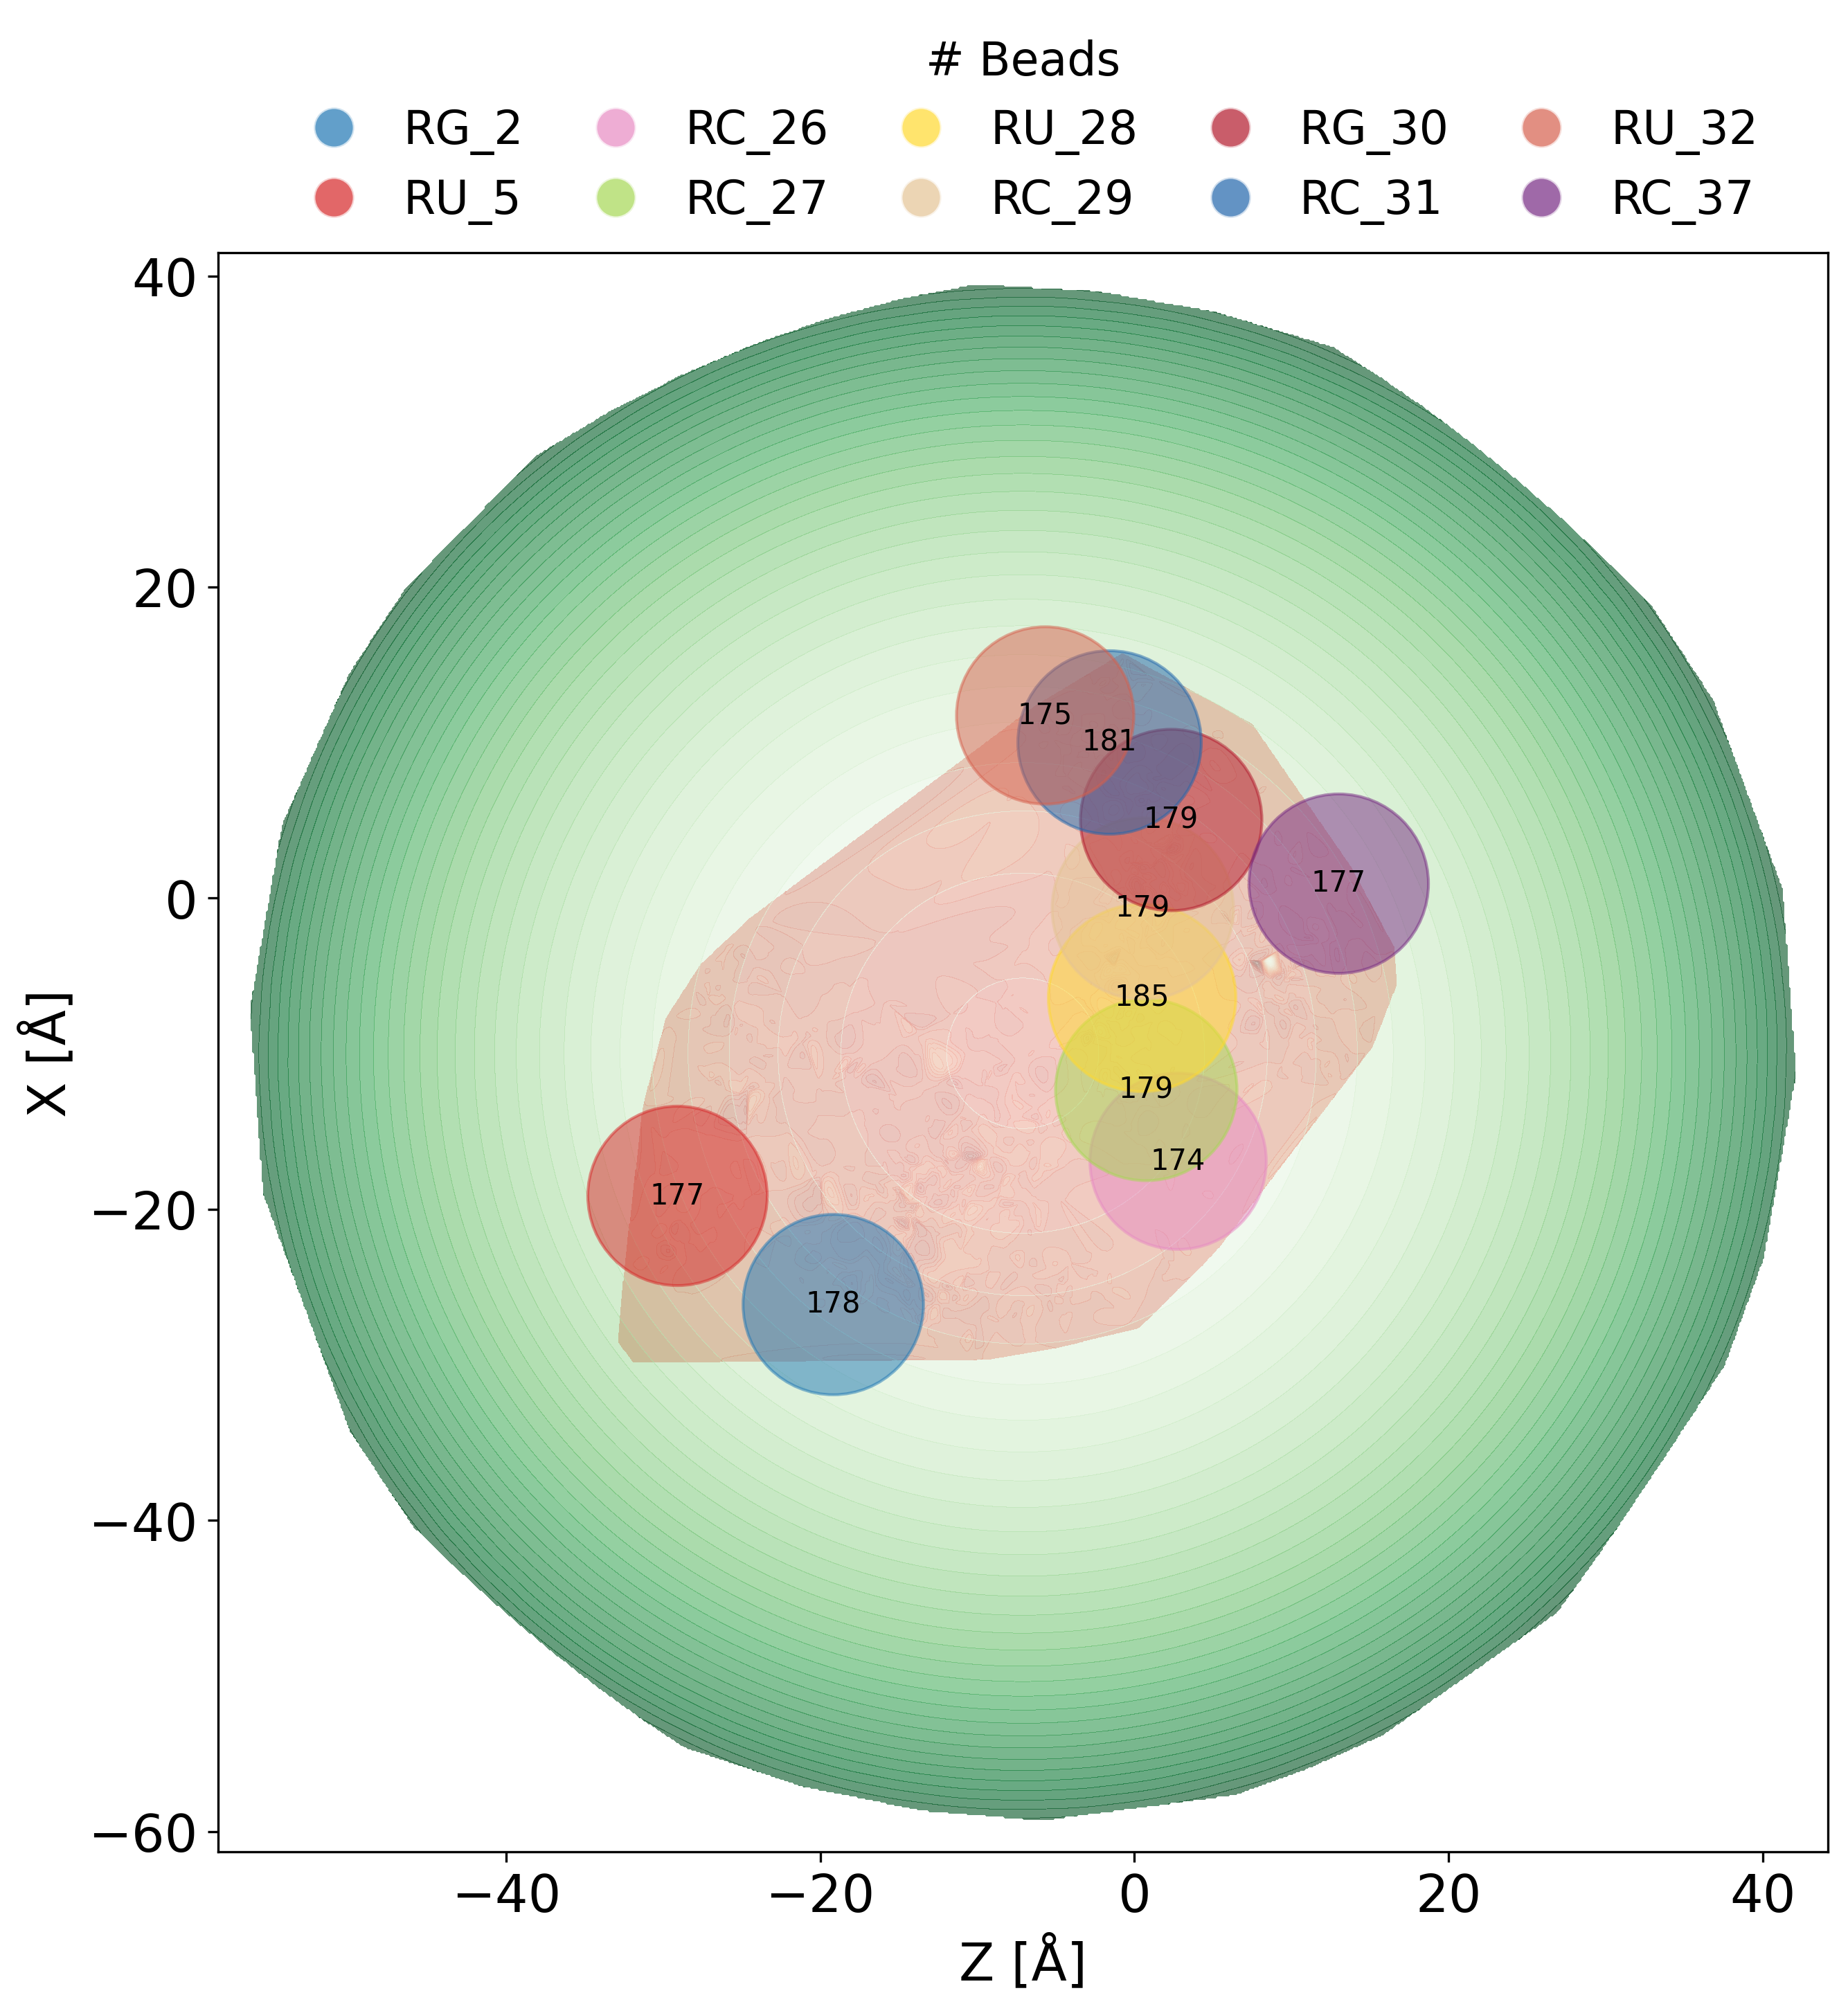 # Beads
RG_2 RC_26 RU_28 RG_30 RU_32
RU_5 RC_27 RC_29 RC_31 RC_37
40
20
0
−20
−40
−60
X [Å]
175
181
179
177
179
185
179
174
177
178
−40 −20 0 20 40
Z [Å]